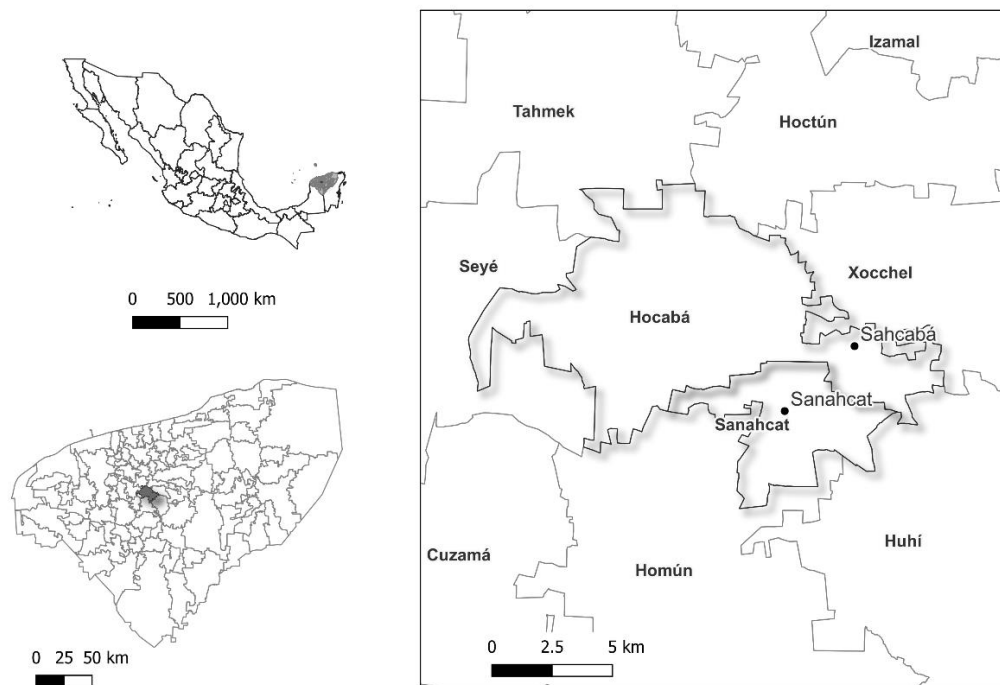 0 500 1,000 km
0 25 50 km
Izamal
Tahmek
Hoctún
Seyé
Xocchel
Hocabá
Sahcabá
Sanahcat
Sanahcat
Cuzamá
Homún
Huhí
0 2.5 5 km